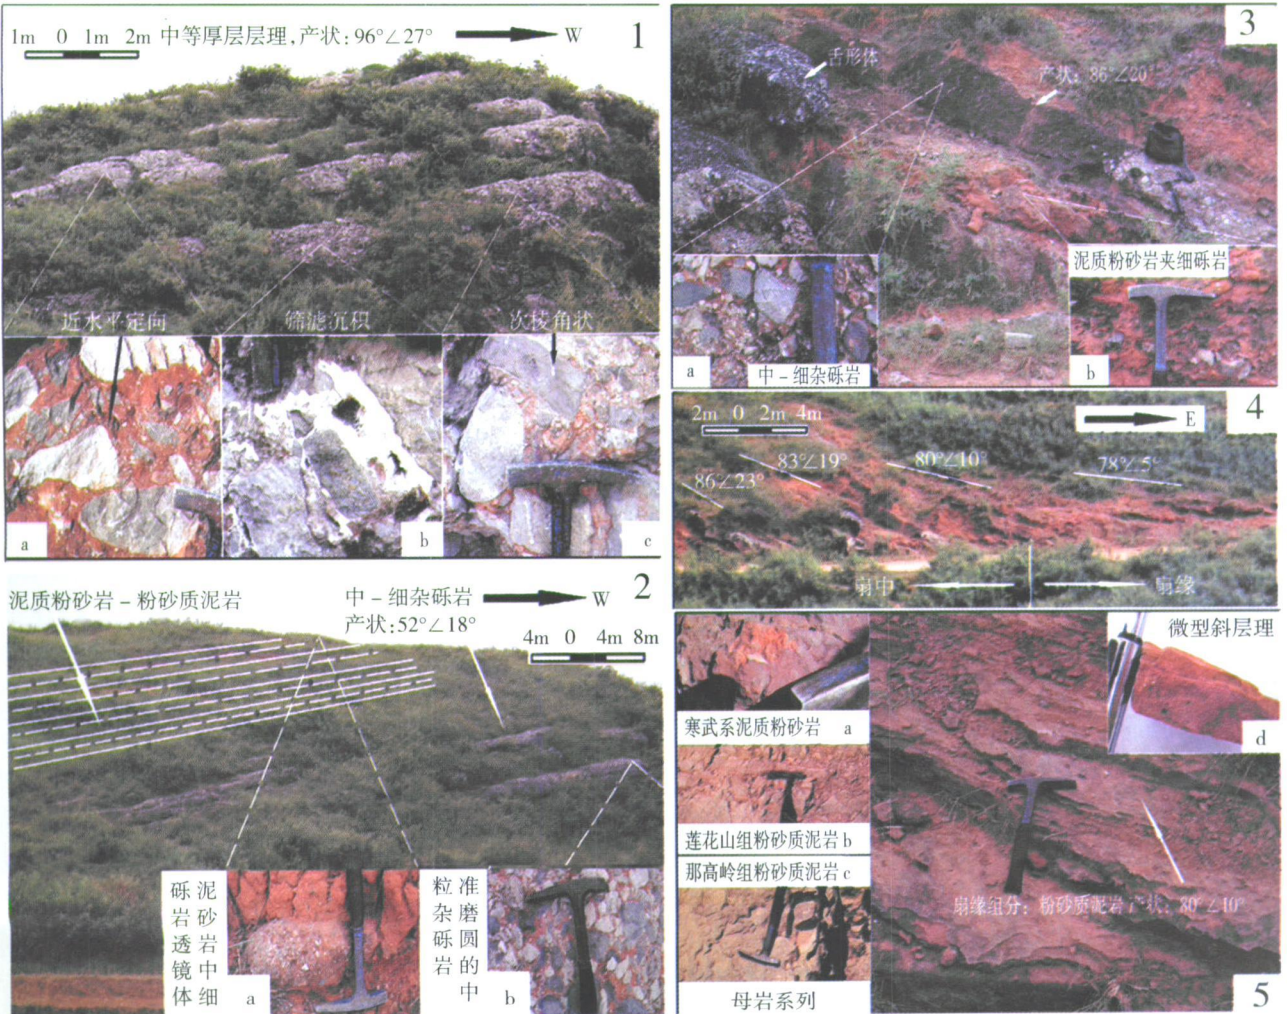 1m 0 1m 2m 中等厚层层理,产状:96°∠27° W 1
近水平定向 筛滤沉积 次棱角状
a b c
2
泥质粉砂岩-粉砂质泥岩
中-细杂砾岩 W
产状:52°∠18°
4m 0 4m 8m
泥砂岩中细
砾岩透镜体
a
准磨圆的中
粒杂砾岩
b
3
舌形体
产状:86°∠20°
泥质粉砂岩夹细砾岩
a 中-细杂砾岩 b
4
2m 0 2m 4m E
83°∠19° 80°∠10° 78°∠5°
86∠23°
扇中 扇缘
微型斜层理
d
寒武系泥质粉砂岩 a
莲花山组粉砂质泥岩b
那高岭组粉砂质泥岩c
扇缘组分:粉砂质泥岩产状:80°∠10°
母岩系列
5